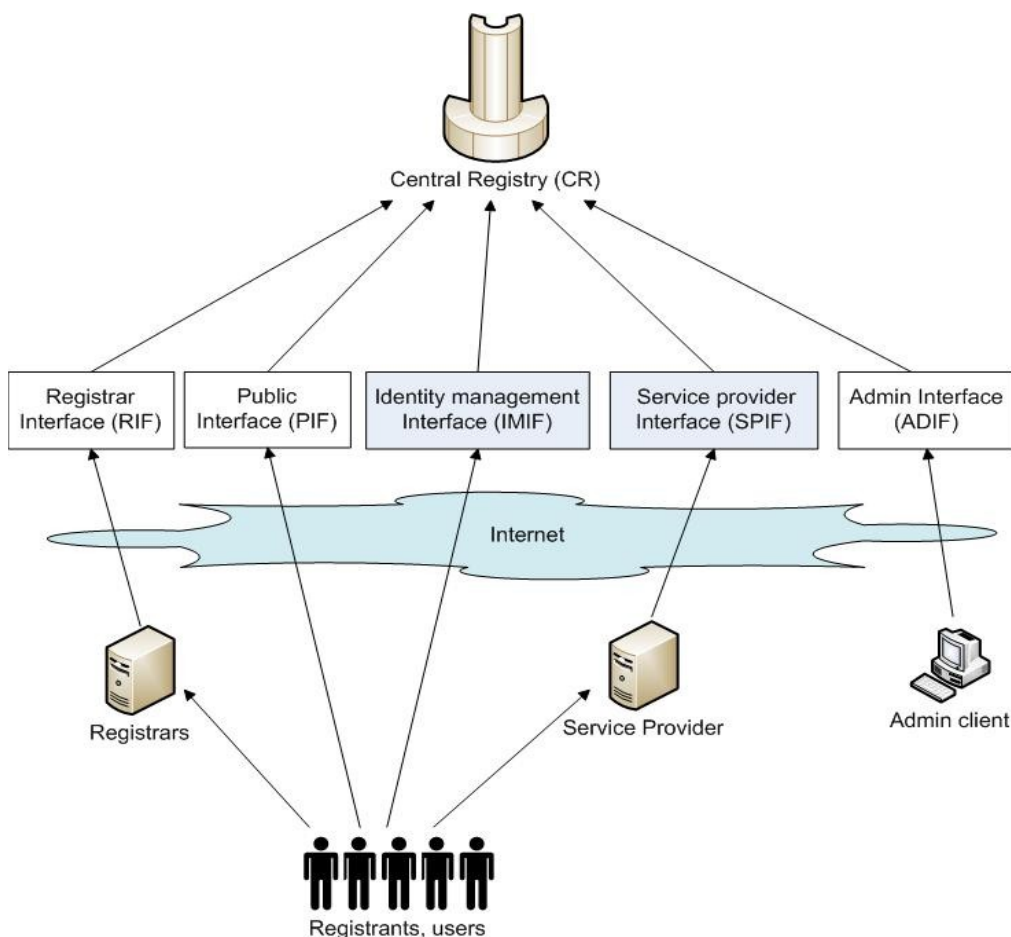 Central Registry (CR)
Registrar
Interface (RIF)
Public
Interface (PIF)
Identity management
Interface (IMIF)
Service provider
Interface (SPIF)
Admin Interface
(ADIF)
Internet
Registrars
Service Provider
Admin client
Registrants, users